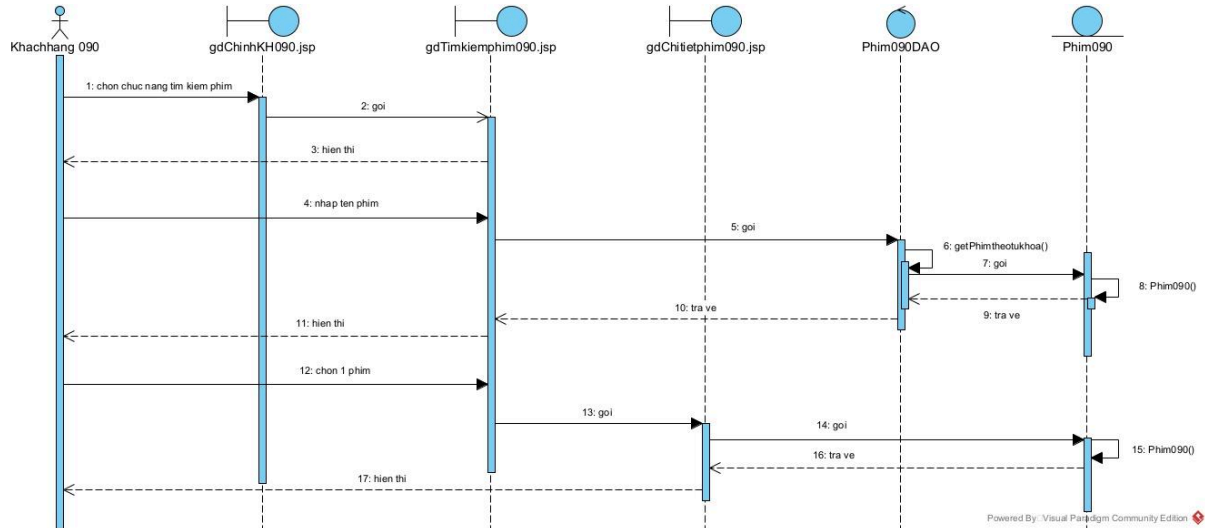 Khachhang 090
gdChinhKH090.jsp
gdTimkiemphim090.jsp
gdChitietphim090.jsp
Phim090DAO
Phim090
1: chon chuc nang tim kiem phim
2: goi
3: hien thi
4: nhap ten phim
5: goi
6: getPhimtheotukhoa()
7: goi
8: Phim090()
9: tra ve
10: tra ve
11: hien thi
12: chon 1 phim
13: goi
14: goi
15: Phim090()
16: tra ve
17: hien thi
Powered By Visual Paradigm Community Edition